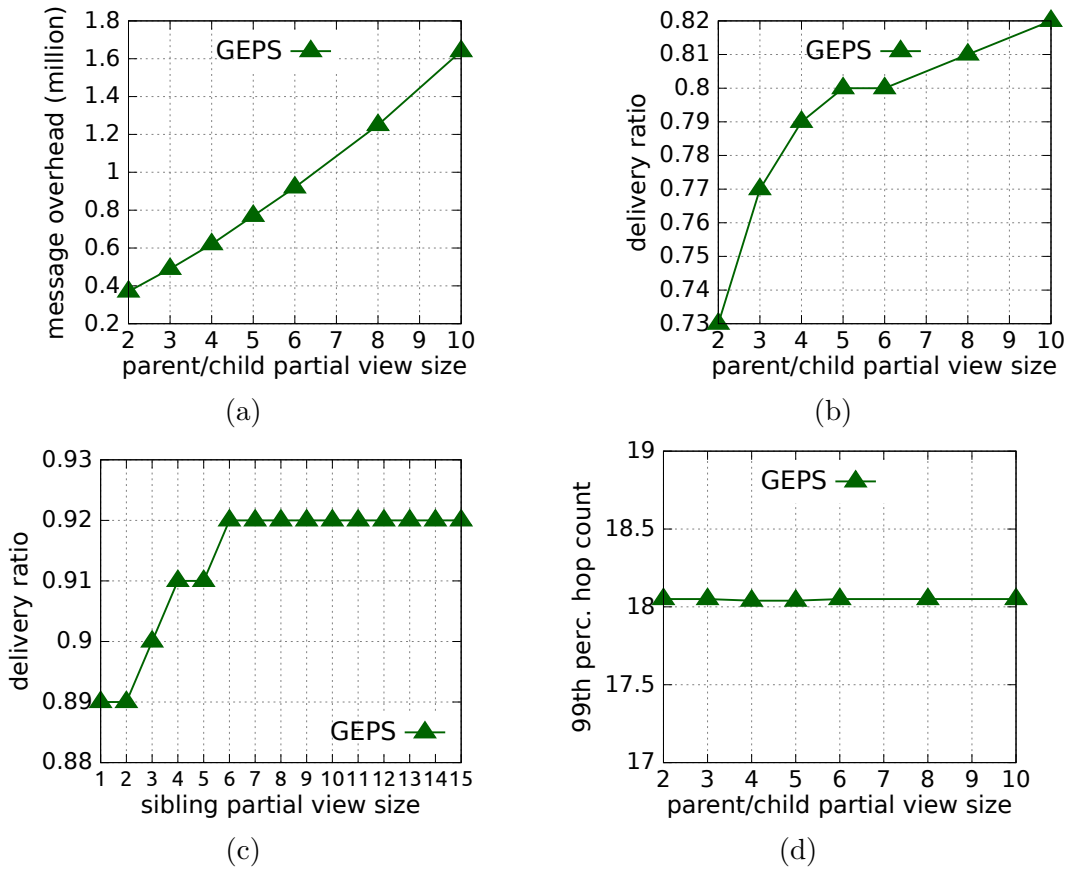 message overhead (million)
1.8
1.6
1.4
1.2
1
0.8
0.6
0.4
0.2
GEPS
2 3 4 5 6 7 8 9 10
parent/child partial view size
(a)
delivery ratio
0.82
0.81
0.8
0.79
0.78
0.77
0.76
0.75
0.74
0.73
GEPS
2 3 4 5 6 7 8 9 10
parent/child partial view size
(b)
delivery ratio
0.93
0.92
0.91
0.9
0.89
0.88
GEPS
1 2 3 4 5 6 7 8 9 10 11 12 13 14 15
sibling partial view size
(c)
99th perc. hop count
19
18.5
18
17.5
17
GEPS
2 3 4 5 6 7 8 9 10
parent/child partial view size
(d)